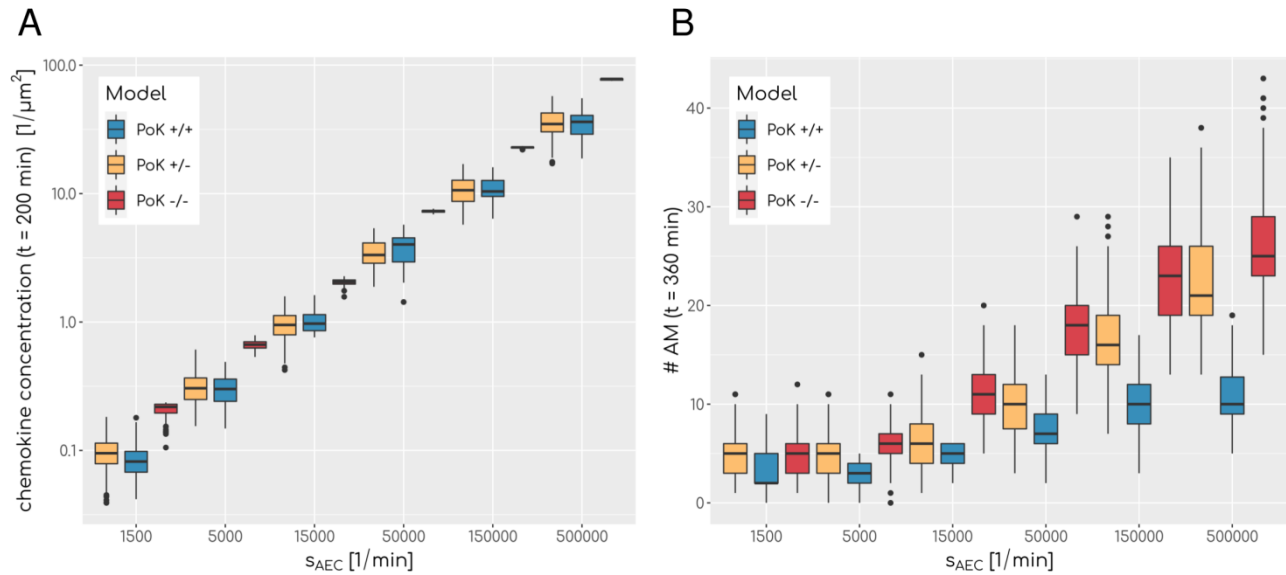 A
chemokine concentration (t = 200 min) [1/µm²]
100.0
10.0
1.0
0.1
Model
PoK +/+
PoK +/-
PoK -/-
1500
5000
15000
50000
150000
500000
sAEC [1/min]
B
# AM (t = 360 min)
40
30
20
10
0
Model
PoK +/+
PoK +/-
PoK -/-
1500
5000
15000
50000
150000
500000
sAEC [1/min]